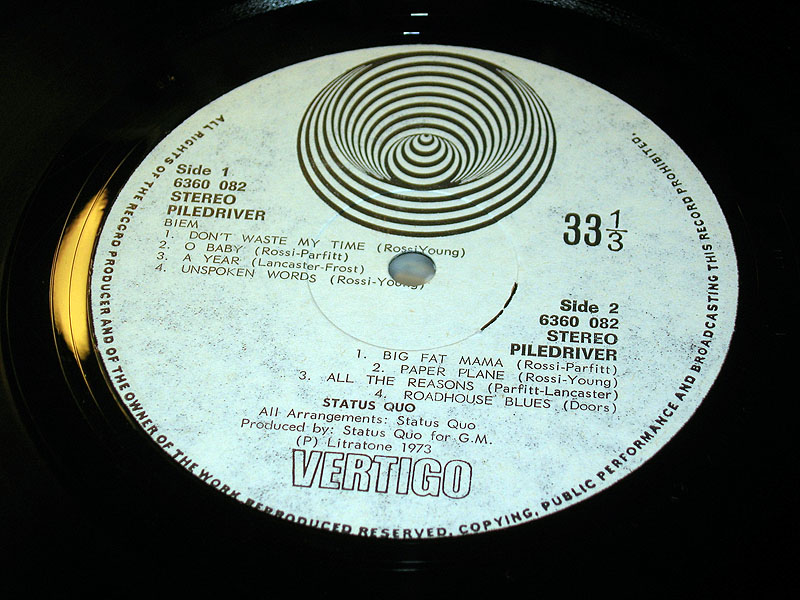 Side 1
6360 082
STEREO
PILEDRIVER
BIEM
1. DON'T WASTE MY TIME (Rossi Young)
2. O BABY (Rossi-Parfitt)
3. A YEAR (Lancaster-Frost)
4. UNSPOKEN WORDS (Rossi-Young)
33 1/3
Side 2
6360 082
STEREO
PILEDRIVER
1. BIG FAT MAMA (Rossi-Parfitt)
2. PAPER PLANE (Rossi-Young)
3. ALL THE REASONS (Parfitt-Lancaster)
4. ROADHOUSE BLUES (Doors)
STATUS QUO
All Arrangements: Status Quo
Produced by: Status Quo for G.M.
(P) Litratone 1973
VERTIGO
ALL RIGHTS OF THE RECORD PRODUCER AND OF THE OWNER OF THE WORK REPRODUCED RESERVED. COPYING, PUBLIC PERFORMANCE AND BROADCASTING THIS RECORD PROHIBITED.